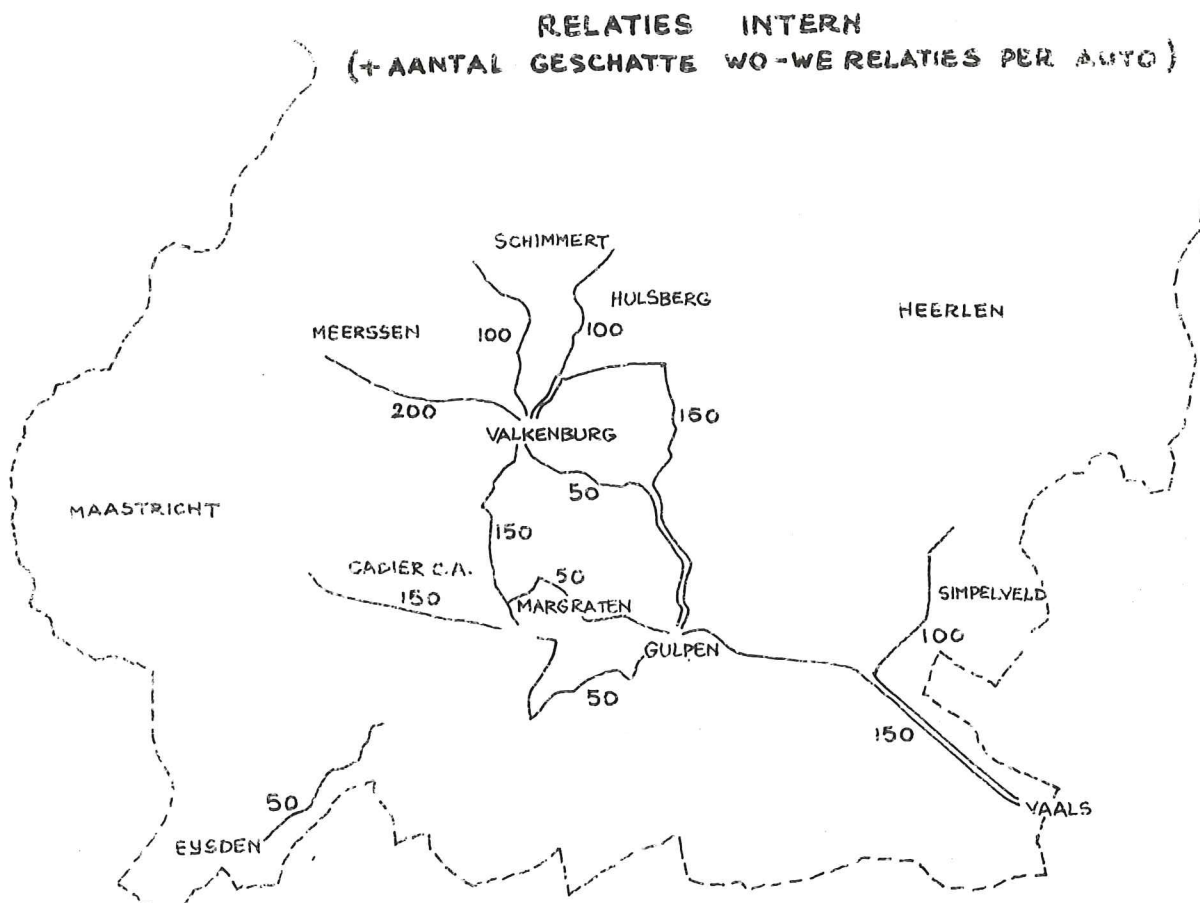 RELATIES INTERN
(+ AANTAL GESCHATTE WO-WE RELATIES PER AUTO)
SCHIMMERT
HULSBERG
HEERLEN
MEERSSEN
100
100
200
150
VALKENBURG
50
MAASTRICHT
150
CADIER C.A.
50
150
MARGRATEN
SIMPELVELD
100
GULPEN
50
150
50
VAALS
EYSDEN